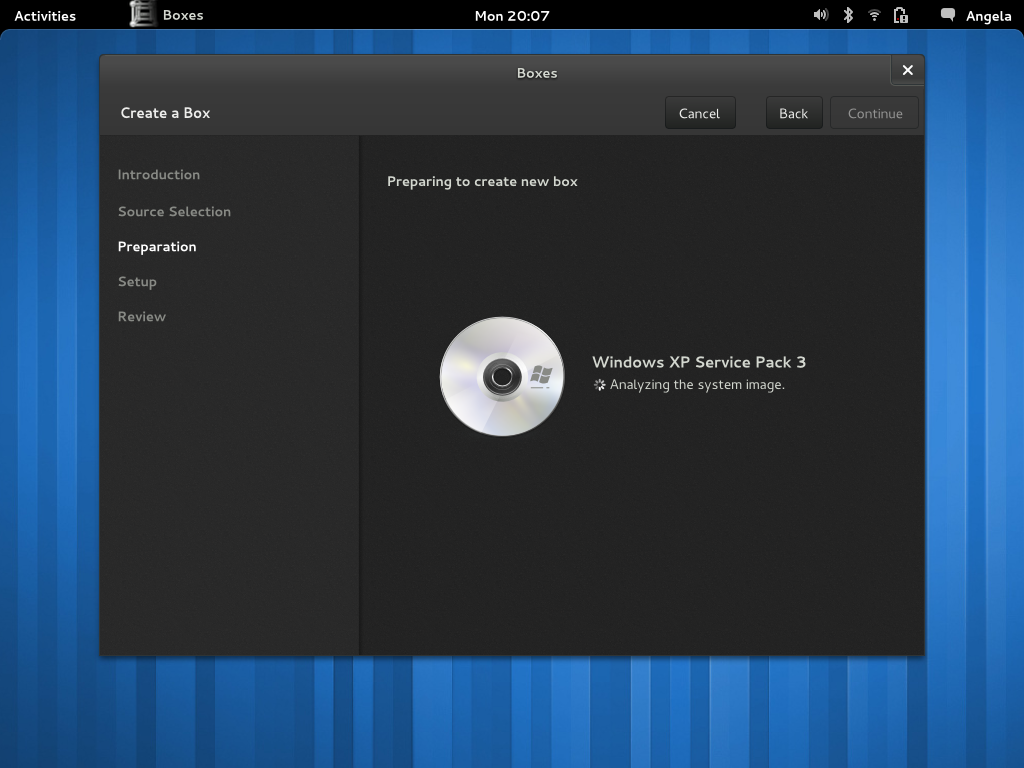 Activities
Boxes
Mon 20:07
Angela
Boxes
Create a Box
Cancel
Back
Continue
Introduction
Source Selection
Preparation
Setup
Review
Preparing to create new box
Windows XP Service Pack 3
Analyzing the system image.